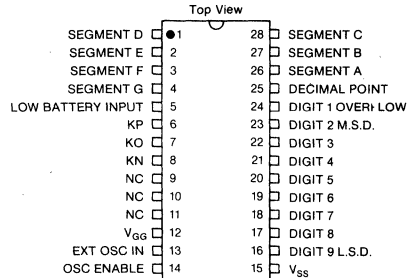 Top View
SEGMENT D 1 28 SEGMENT C
SEGMENT E 2 27 SEGMENT B
SEGMENT F 3 26 SEGMENT A
SEGMENT G 4 25 DECIMAL POINT
LOW BATTERY INPUT 5 24 DIGIT 1 OVERFLOW
KP 6 23 DIGIT 2 M.S.D.
KO 7 22 DIGIT 3
KN 8 21 DIGIT 4
NC 9 20 DIGIT 5
NC 10 19 DIGIT 6
NC 11 18 DIGIT 7
VGG 12 17 DIGIT 8
EXT OSC IN 13 16 DIGIT 9 L.S.D.
OSC ENABLE 14 15 VSS